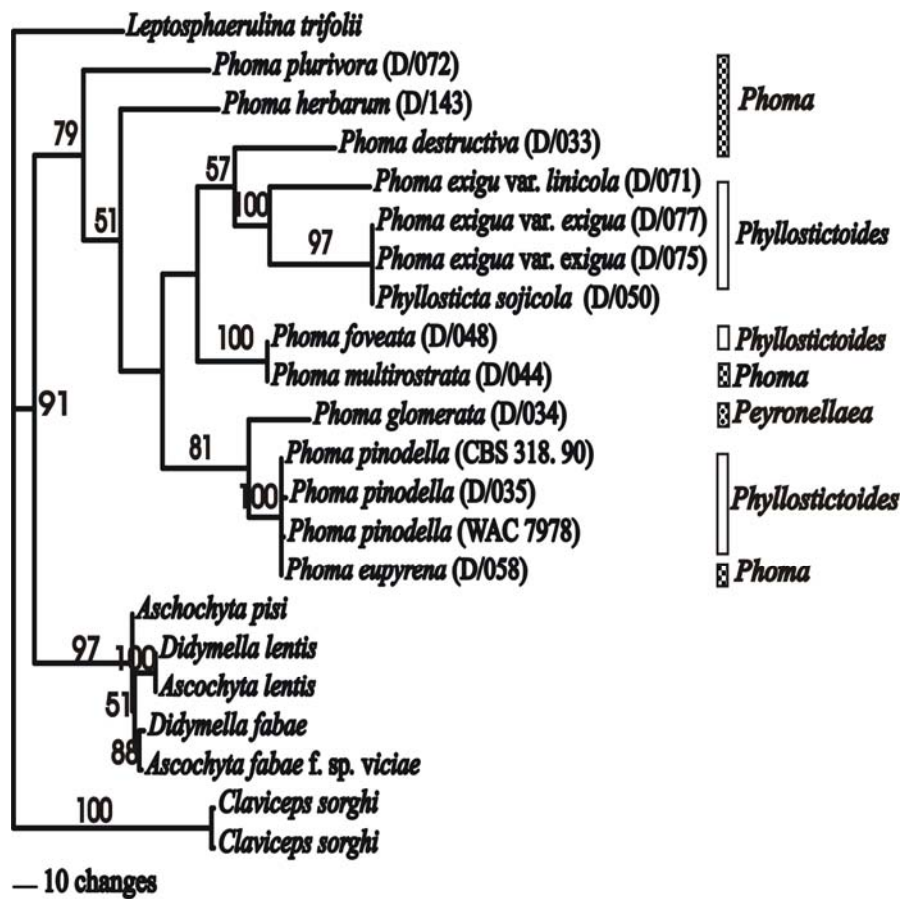 Leptosphaerulina trifolii
Phoma plurivora (D/072)
Phoma herbarum (D/143)
Phoma
79
Phoma destructiva (D/033)
57
Phoma exigu var. linicola (D/071)
51
100
Phoma exigua var. exigua (D/077)
Phyllostictoides
97
Phoma exigua var. exigua (D/075)
Phyllosticta sojicola (D/050)
100
Phoma foveata (D/048)
Phyllostictoides
Phoma multirostrata (D/044)
Phoma
91
Phoma glomerata (D/034)
Peyronellaea
81
Phoma pinodella (CBS 318. 90)
100
Phoma pinodella (D/035)
Phyllostictoides
Phoma pinodella (WAC 7978)
Phoma eupyrena (D/058)
Phoma
Aschochyta pisi
97
100
Didymella lentis
Ascochyta lentis
51
Didymella fabae
88
Ascochyta fabae f. sp. viciae
100
Claviceps sorghi
Claviceps sorghi
10 changes